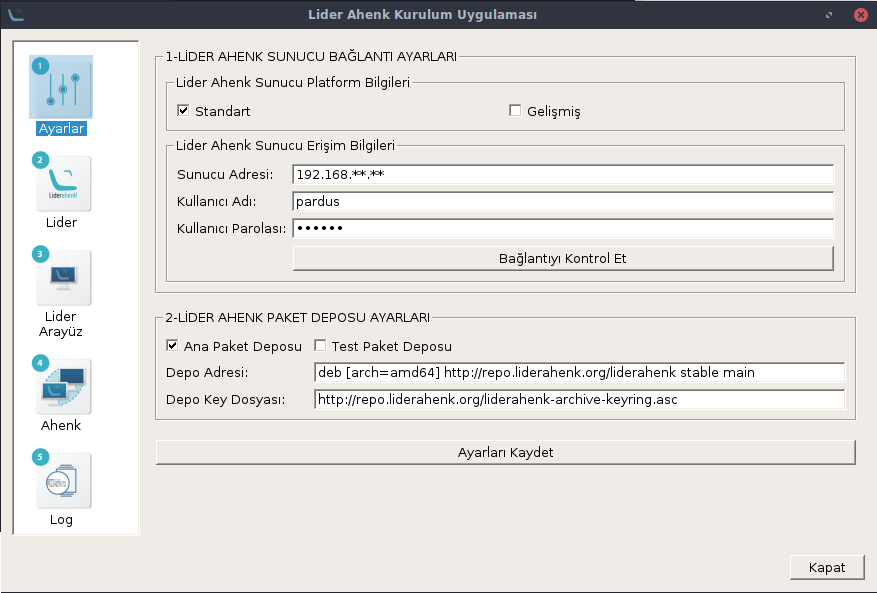 Lider Ahenk Kurulum Uygulaması
1
Ayarlar
2
Liderahenk
Lider
3
Lider
Arayüz
4
Ahenk
5
Log
1-LİDER AHENK SUNUCU BAĞLANTI AYARLARI
Lider Ahenk Sunucu Platform Bilgileri
Standart
Gelişmiş
Lider Ahenk Sunucu Erişim Bilgileri
Sunucu Adresi: 192.168.**.**
Kullanıcı Adı: pardus
Kullanıcı Parolası: ••••••
Bağlantıyı Kontrol Et
2-LİDER AHENK PAKET DEPOSU AYARLARI
Ana Paket Deposu Test Paket Deposu
Depo Adresi: deb [arch=amd64] http://repo.liderahenk.org/liderahenk stable main
Depo Key Dosyası: http://repo.liderahenk.org/liderahenk-archive-keyring.asc
Ayarları Kaydet
Kapat